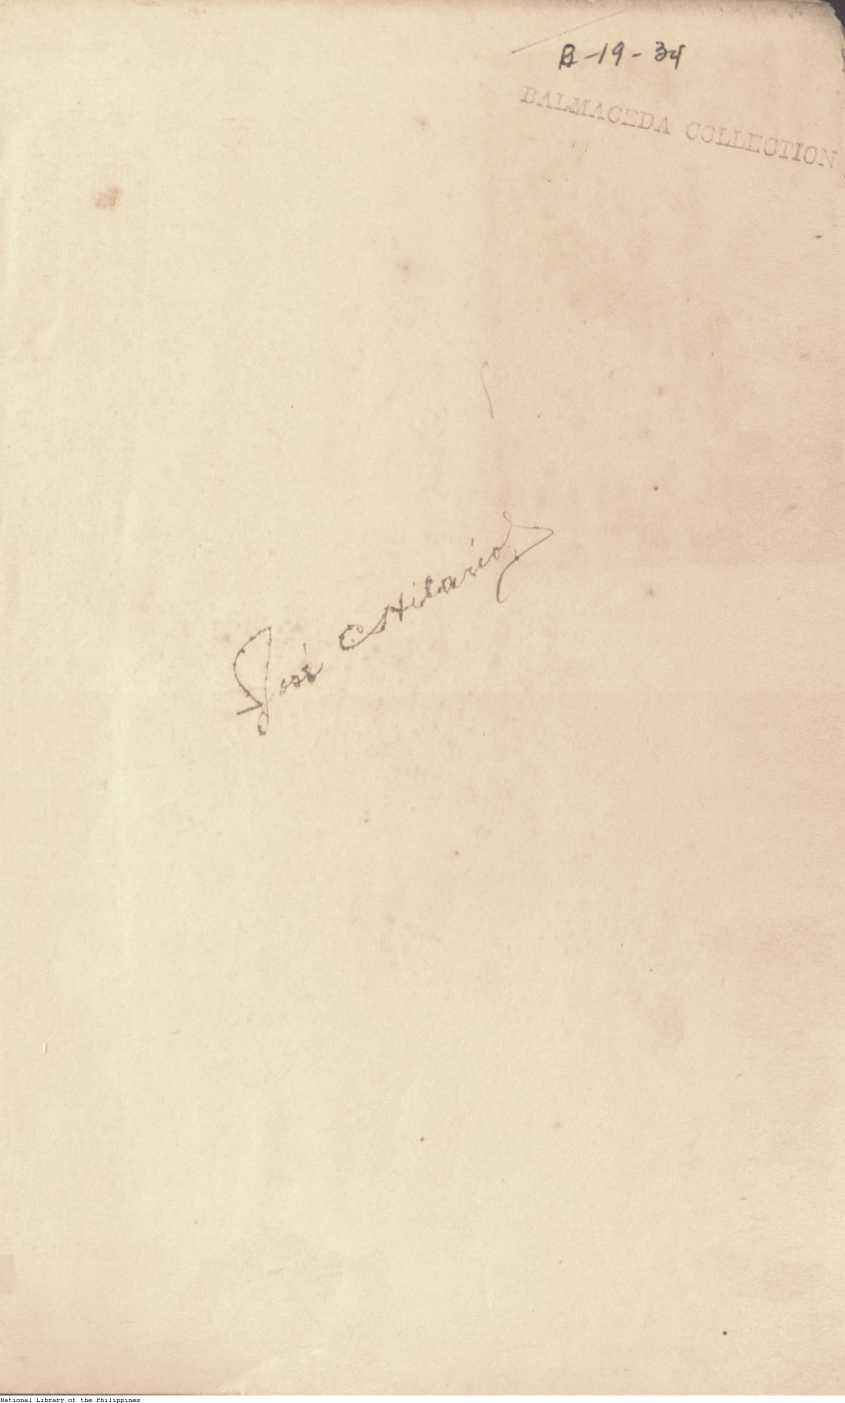 B-19-34
BALMACEDA COLLECTION
José Hilario
National Library of the Philippines